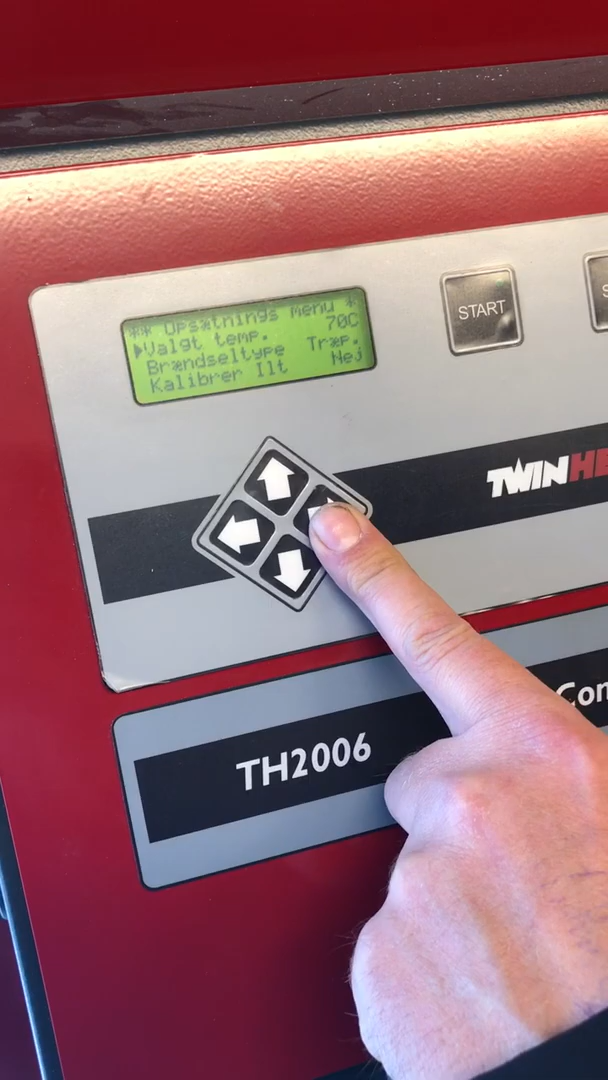 ** Opsætnings menu *
Valgt temp. 70C
Brændseltype Træp.
Kalibrer Ilt Nej
START
S
TWINHE
Con
TH2006